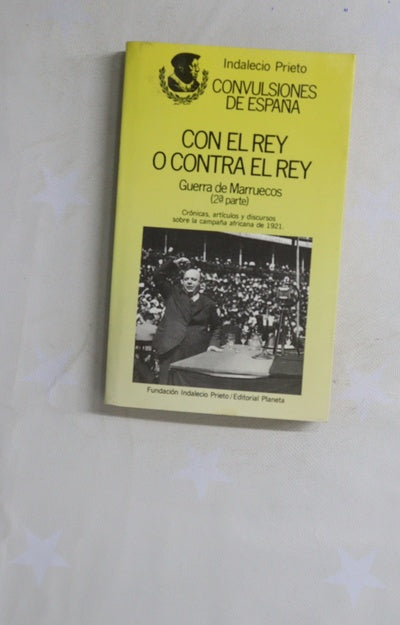 Indalecio Prieto
CONVULSIONES
DE ESPAÑA
CON EL REY
O CONTRA EL REY
Guerra de Marruecos
(2ª parte)
Crónicas, artículos y discursos
sobre la campaña africana de 1921.
Fundación Indalecio Prieto/Editorial Planeta